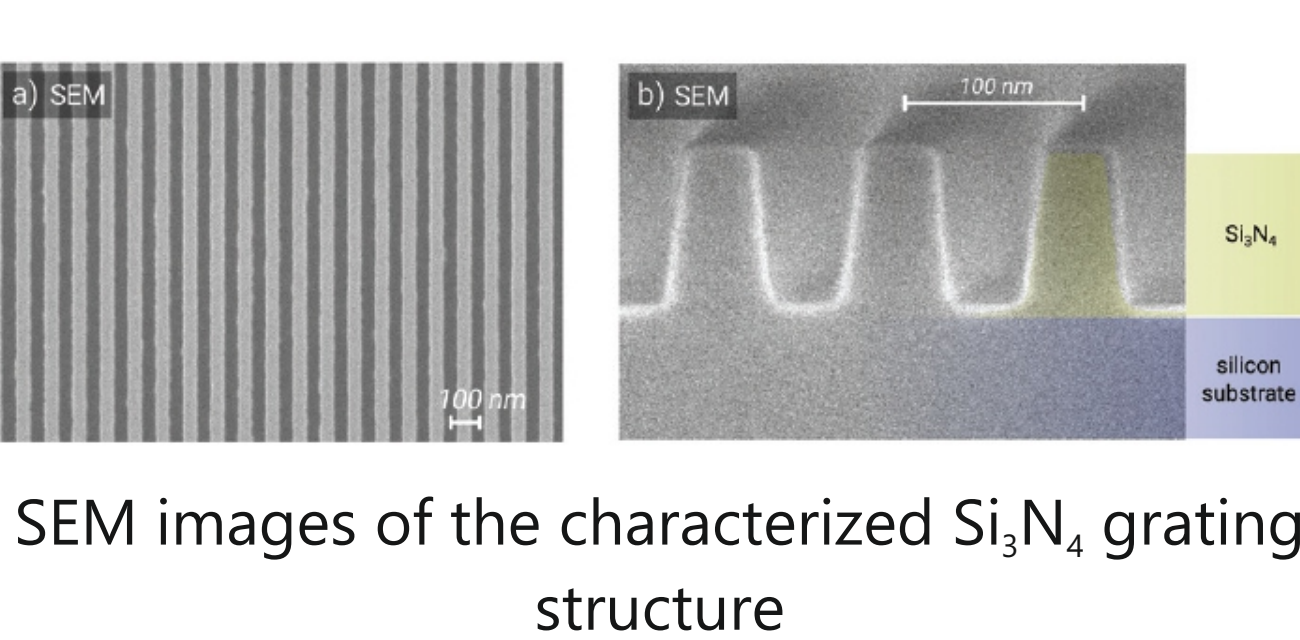 a) SEM
100 nm
b) SEM
100 nm
Si₃N₄
silicon
substrate
SEM images of the characterized Si₃N₄ grating
structure